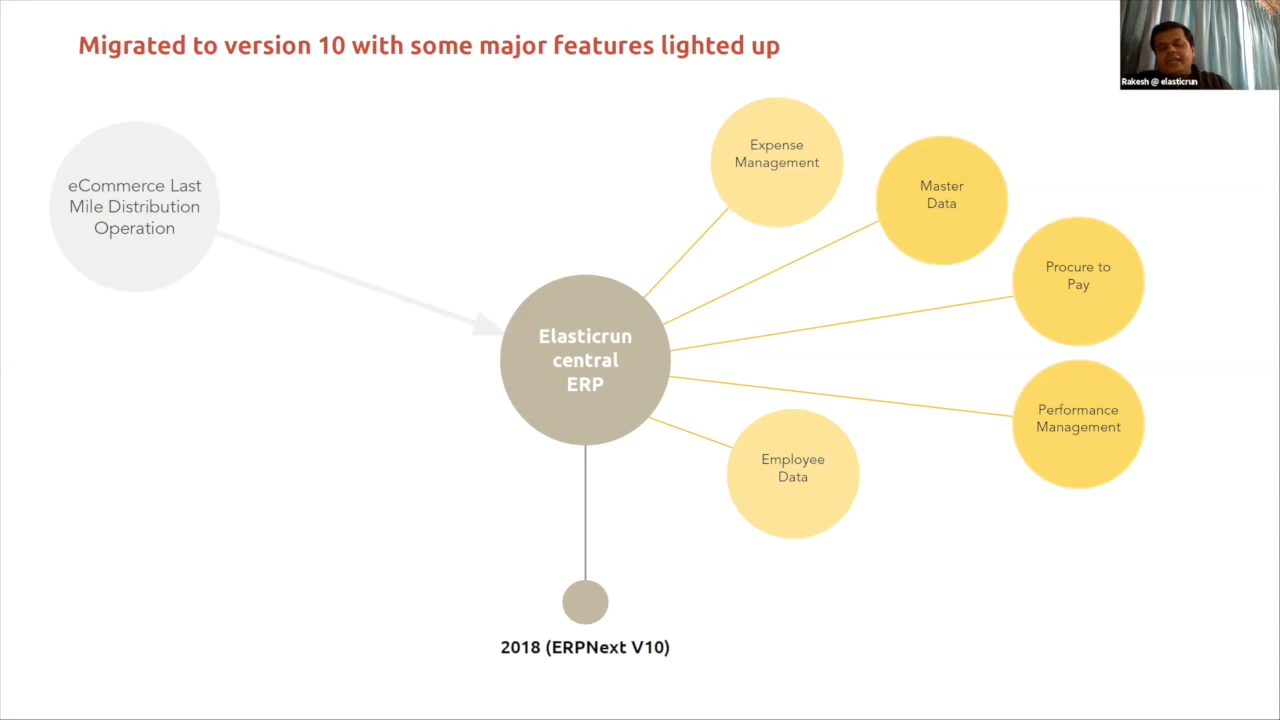 Migrated to version 10 with some major features lighted up
Rakesh @ elasticrun
eCommerce Last
Mile Distribution
Operation
Expense
Management
Master
Data
Procure to
Pay
Elasticrun
central
ERP
Performance
Management
Employee
Data
2018 (ERPNext V10)